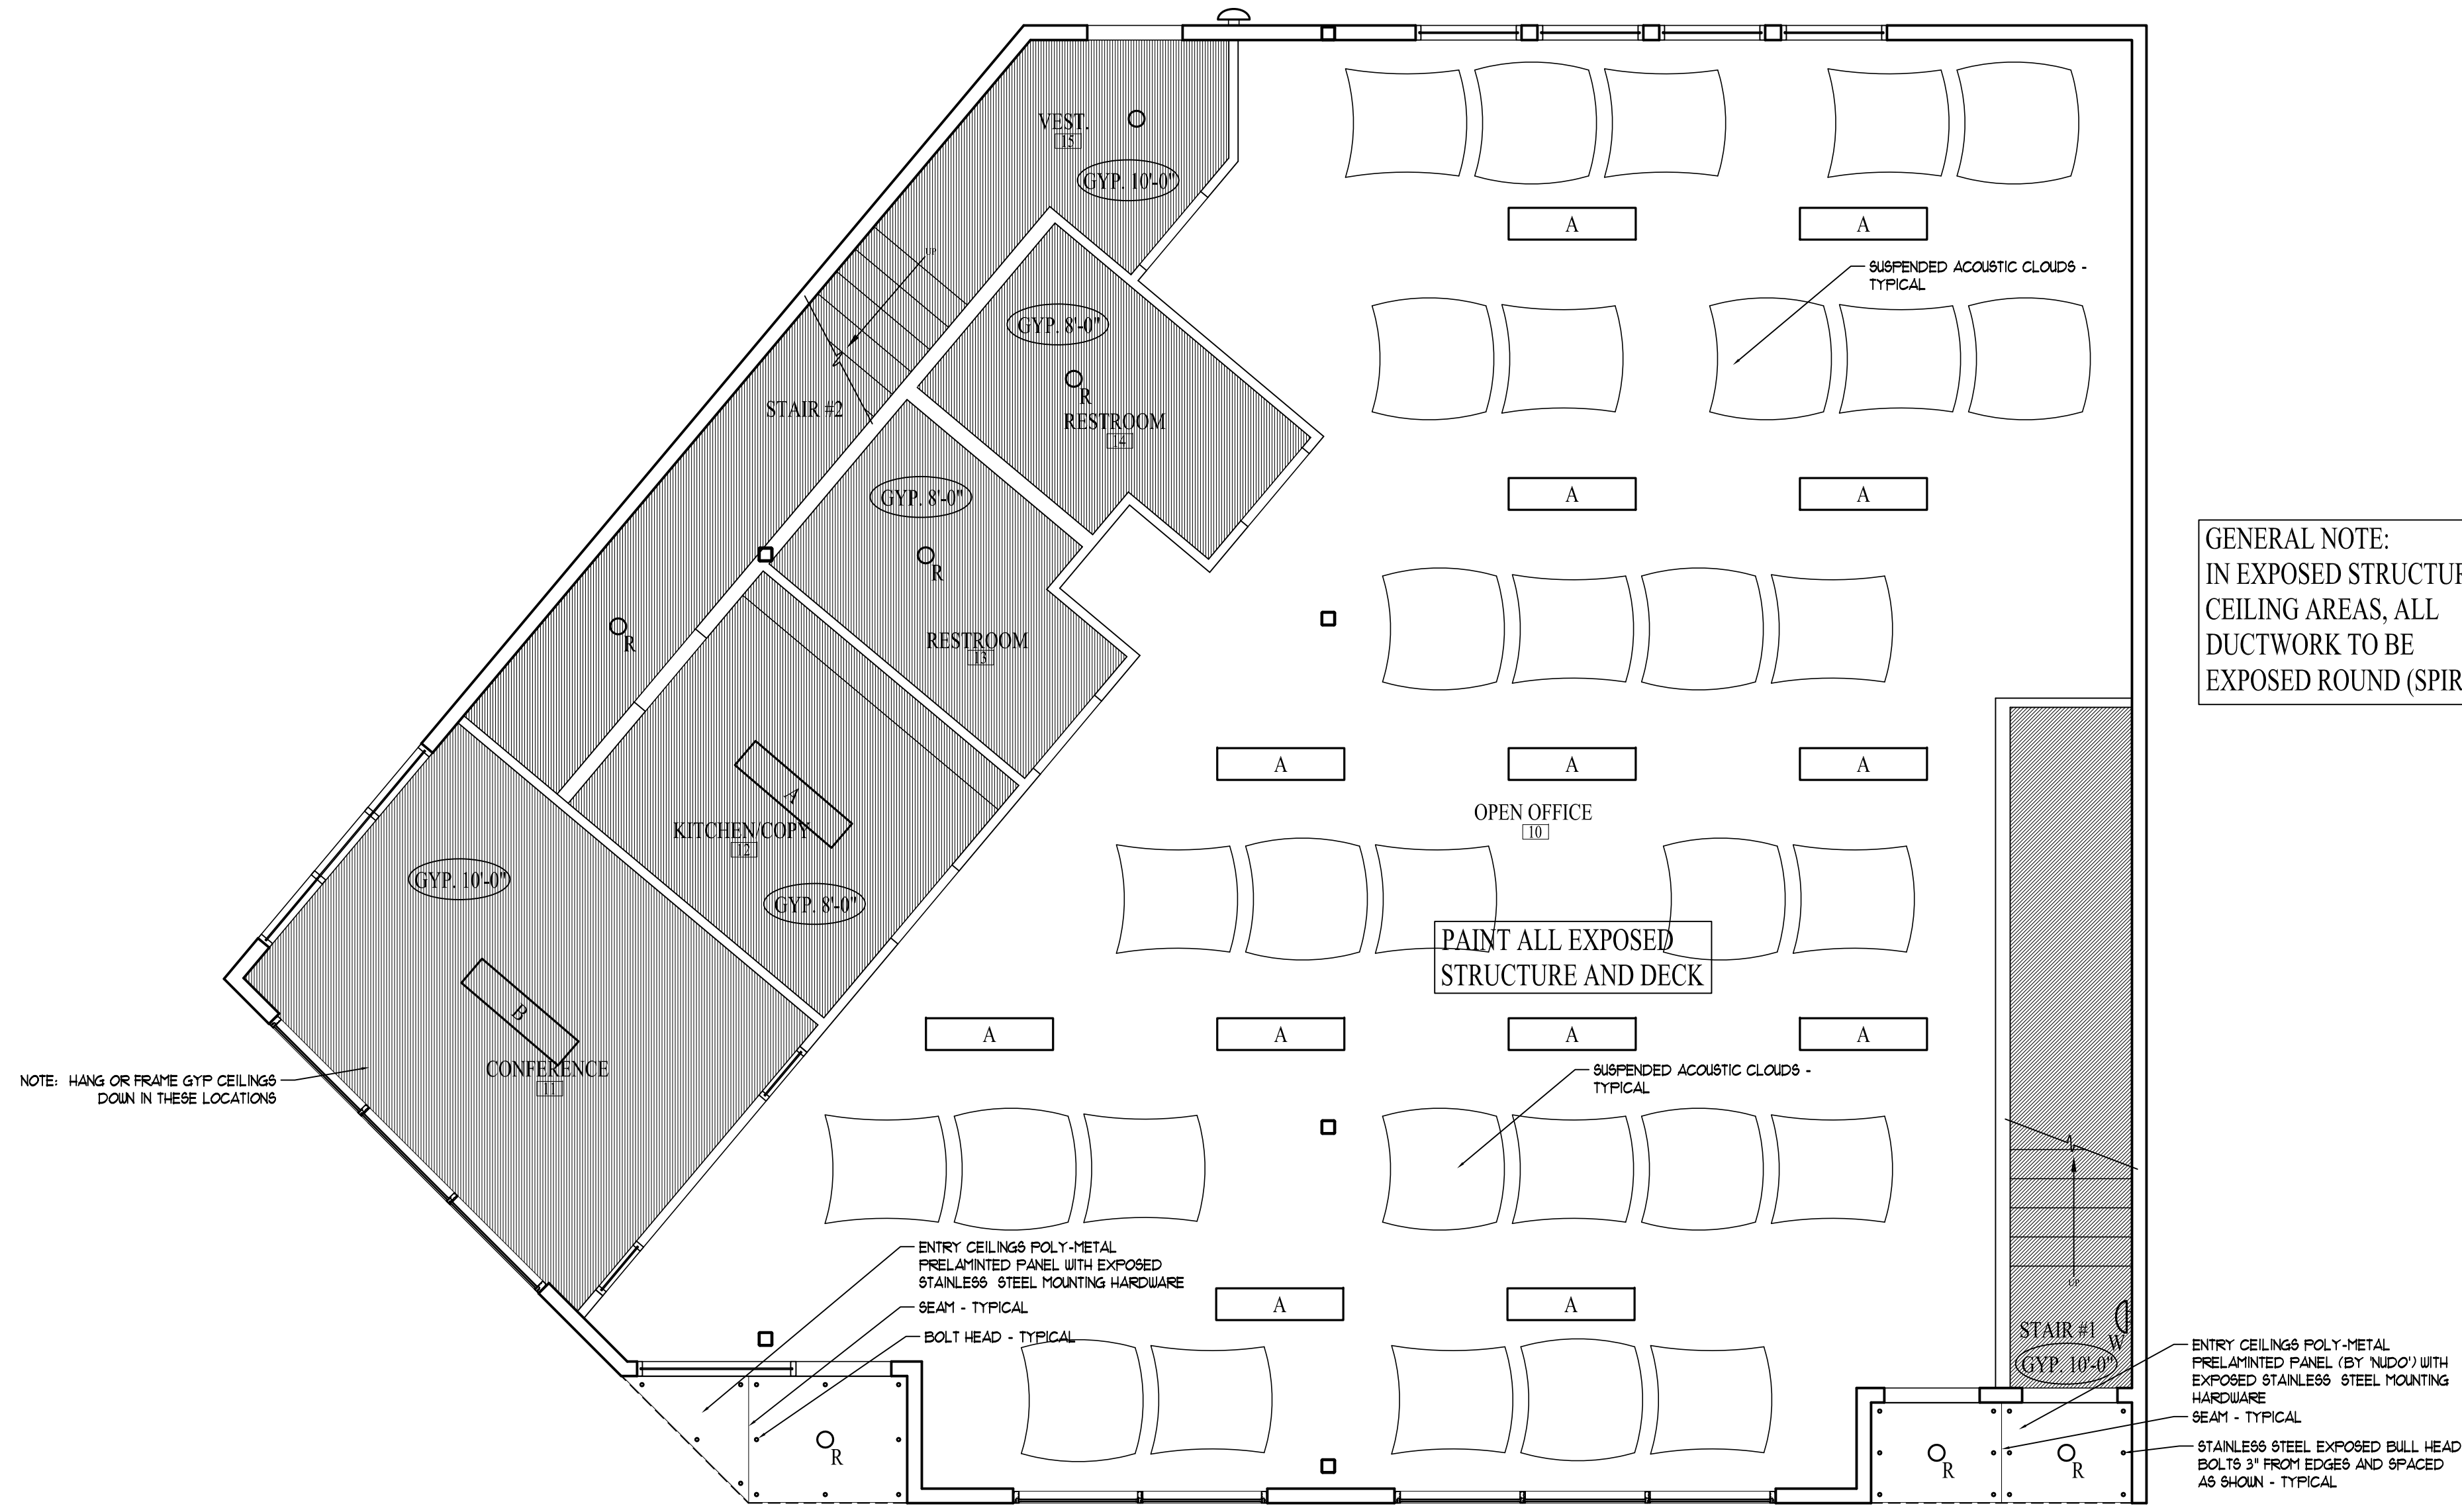 VEST.
15
GYP. 10'-0"
UP
GYP. 8'-0"
R
RESTROOM
14
STAIR #2
GYP. 8'-0"
R
RESTROOM
13
R
A
KITCHEN/COPY
12
GYP. 8'-0"
GYP. 10'-0"
B
CONFERENCE
11
NOTE: HANG OR FRAME GYP CEILINGS
DOWN IN THESE LOCATIONS
A
A
SUSPENDED ACOUSTIC CLOUDS -
TYPICAL
A
A
A
A
A
OPEN OFFICE
10
PAINT ALL EXPOSED
STRUCTURE AND DECK
A
A
A
A
SUSPENDED ACOUSTIC CLOUDS -
TYPICAL
A
A
ENTRY CEILINGS POLY-METAL
PRELAMINTED PANEL WITH EXPOSED
STAINLESS STEEL MOUNTING HARDWARE
SEAM - TYPICAL
BOLT HEAD - TYPICAL
R
GENERAL NOTE:
IN EXPOSED STRUCTUR
CEILING AREAS, ALL
DUCTWORK TO BE
EXPOSED ROUND (SPIR
UP
STAIR #1
W
GYP. 10'-0"
R
R
ENTRY CEILINGS POLY-METAL
PRELAMINTED PANEL (BY 'NUDO') WITH
EXPOSED STAINLESS STEEL MOUNTING
HARDWARE
SEAM - TYPICAL
STAINLESS STEEL EXPOSED BULL HEAD
BOLTS 3" FROM EDGES AND SPACED
AS SHOWN - TYPICAL